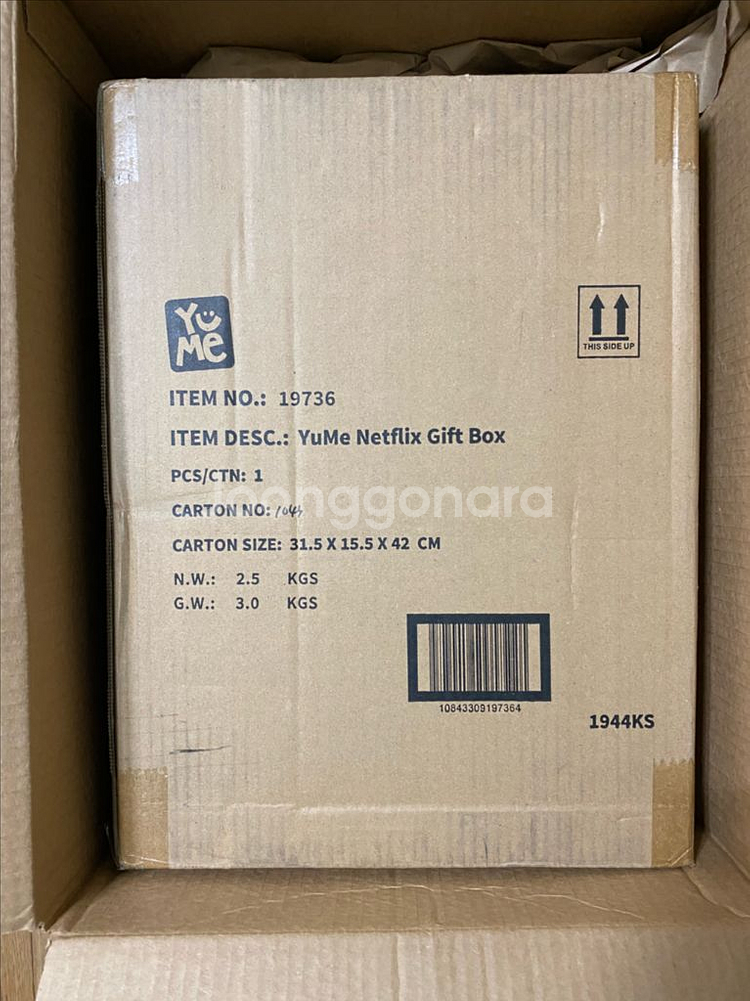 YuMe
THIS SIDE UP
ITEM NO.: 19736
ITEM DESC.: YuMe Netflix Gift Box
PCS/CTN: 1
joonggonara
CARTON NO:
CARTON SIZE: 31.5 X 15.5 X 42 CM
N.W.: 2.5 KGS
G.W.: 3.0 KGS
10843309197364
1944KS